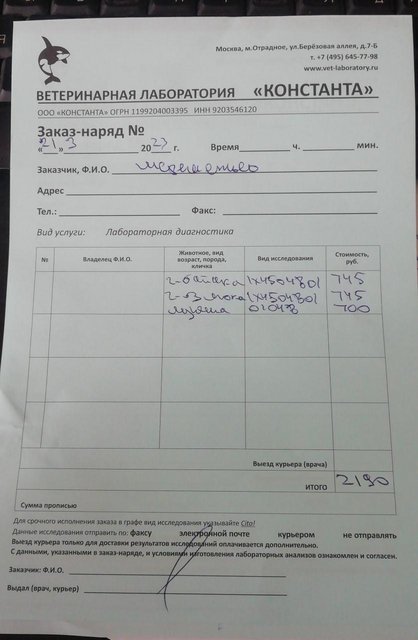 Москва, м.Отрадное, ул.Берёзовая аллея, д.7-Б
т. +7 (495) 645-77-98
www.vet-laboratory.ru
ВЕТЕРИНАРНАЯ ЛАБОРАТОРИЯ «КОНСТАНТА»
ООО «КОНСТАНТА» ОГРН 1199204003395 ИНН 9203546120
Заказ-наряд №
«21» 3 2023 г. Время ч. мин.
Заказчик, Ф.И.О.
Адрес
Тел.: Факс:
Вид услуги: Лабораторная диагностика
№ Владелец Ф.И.О. Животное, вид возраст, порода, кличка Вид исследования Стоимость, руб.
1х4504801 745
1х4504801 745
01048 700
Выезд курьера (врача)
ИТОГО 2190
Сумма прописью
Для срочного исполнения заказа в графе вид исследования указывайте Cito!
Данные исследования отправить по: факсу электронной почте курьером не отправлять
Выезд курьера только для доставки результатов исследований оплачивается дополнительно.
С данными, указанными в заказ-наряде, и условиями изготовления лабораторных анализов ознакомлен и согласен.
Заказчик: Ф.И.О.
Выдал (врач, курьер)